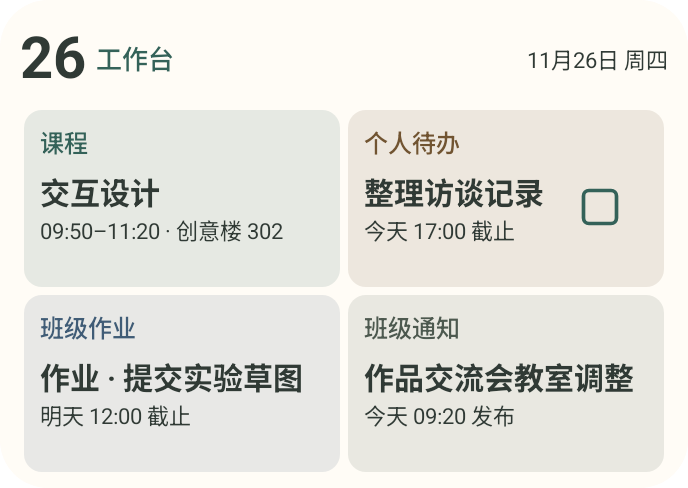 26 工作台
11月26日 周四
课程
交互设计
09:50–11:20 · 创意楼 302
个人待办
整理访谈记录
今天 17:00 截止
班级作业
作业 · 提交实验草图
明天 12:00 截止
班级通知
作品交流会教室调整
今天 09:20 发布